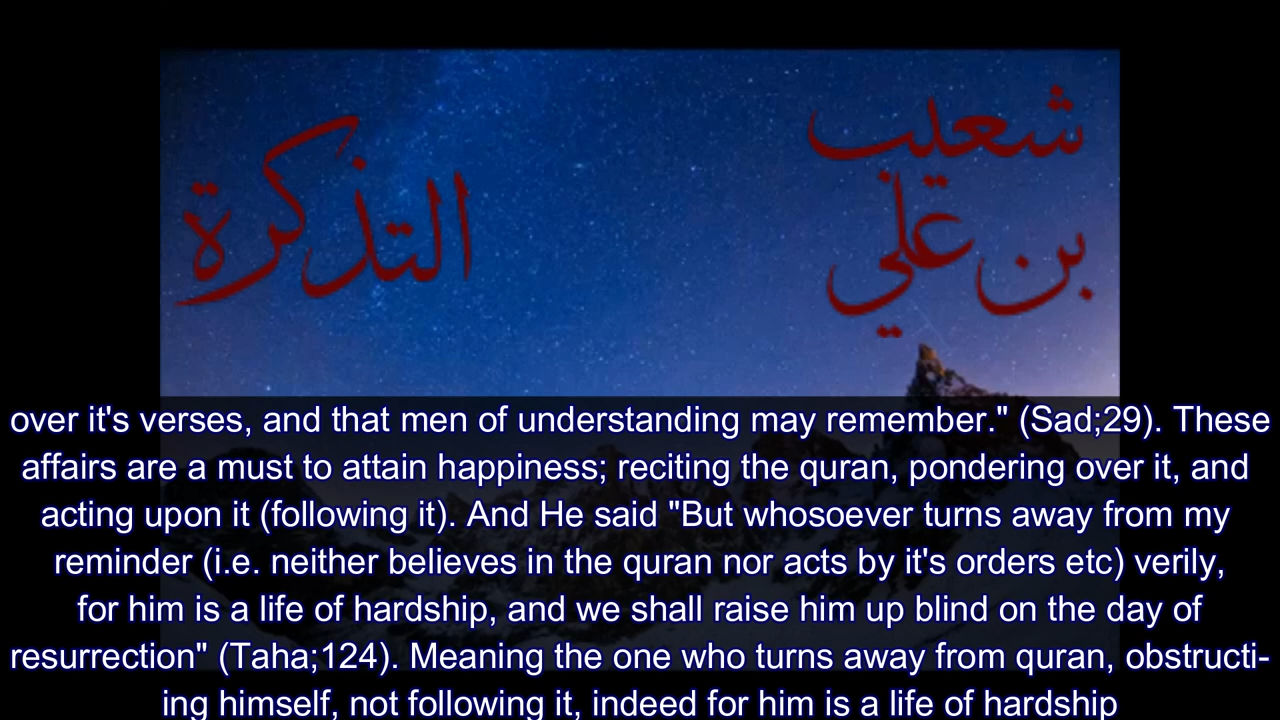 شعيب
بن علي
التذكرة
over it's verses, and that men of understanding may remember." (Sad;29). These
affairs are a must to attain happiness; reciting the quran, pondering over it, and
acting upon it (following it). And He said "But whosoever turns away from my
reminder (i.e. neither believes in the quran nor acts by it's orders etc) verily,
for him is a life of hardship, and we shall raise him up blind on the day of
resurrection" (Taha;124). Meaning the one who turns away from quran, obstructi-
ing himself, not following it, indeed for him is a life of hardship